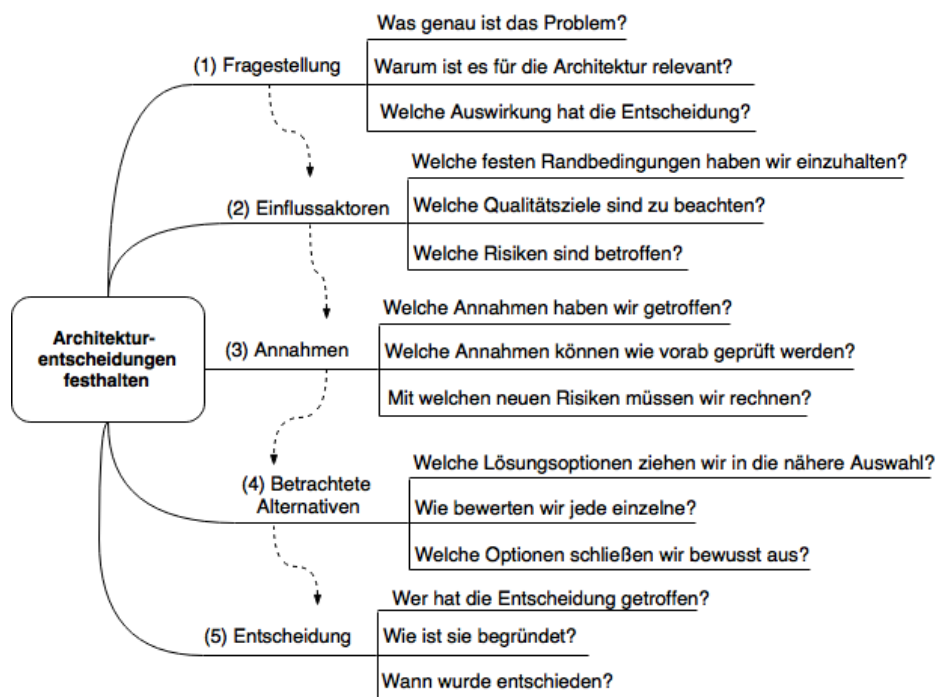 Was genau ist das Problem?
(1) Fragestellung
Warum ist es für die Architektur relevant?
Welche Auswirkung hat die Entscheidung?
Welche festen Randbedingungen haben wir einzuhalten?
(2) Einflussaktoren
Welche Qualitätsziele sind zu beachten?
Welche Risiken sind betroffen?
Architektur-
entscheidungen
festhalten
Welche Annahmen haben wir getroffen?
(3) Annahmen
Welche Annahmen können wie vorab geprüft werden?
Mit welchen neuen Risiken müssen wir rechnen?
Welche Lösungsoptionen ziehen wir in die nähere Auswahl?
(4) Betrachtete
Alternativen
Wie bewerten wir jede einzelne?
Welche Optionen schließen wir bewusst aus?
Wer hat die Entscheidung getroffen?
(5) Entscheidung
Wie ist sie begründet?
Wann wurde entschieden?